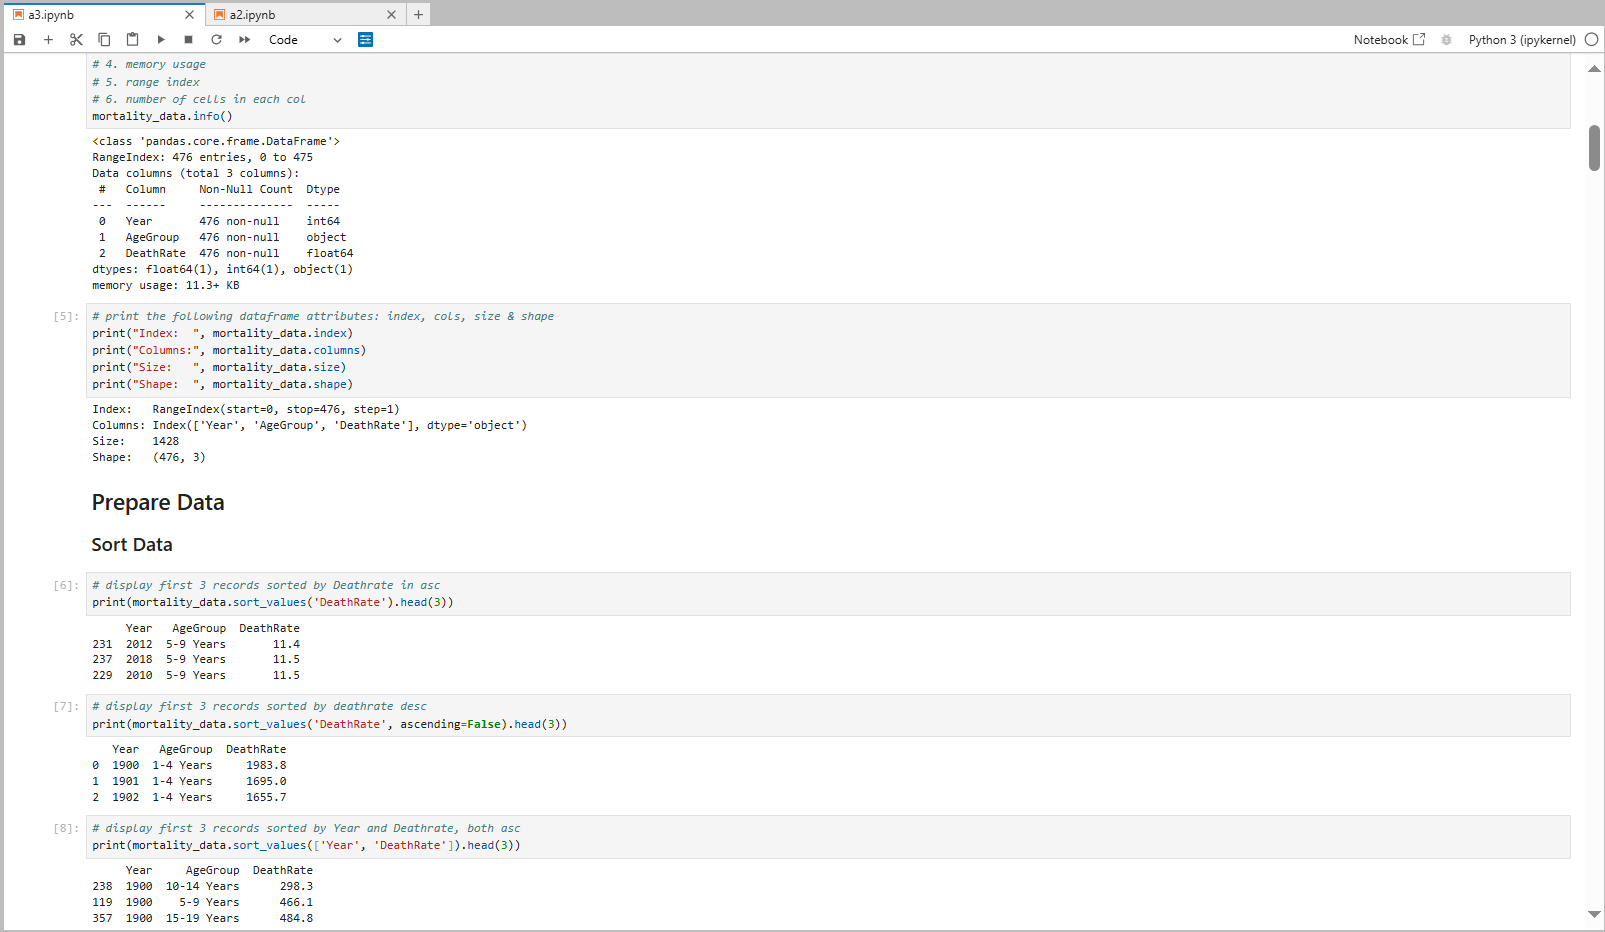 a3.ipynb
a2.ipynb
Code
Notebook
Python 3 (ipykernel)
# 4. memory usage
# 5. range index
# 6. number of cells in each col
mortality_data.info()
<class 'pandas.core.frame.DataFrame'>
RangeIndex: 476 entries, 0 to 475
Data columns (total 3 columns):
 #   Column     Non-Null Count  Dtype
---  ------     --------------  -----
 0   Year       476 non-null    int64
 1   AgeGroup   476 non-null    object
 2   DeathRate  476 non-null    float64
dtypes: float64(1), int64(1), object(1)
memory usage: 11.3+ KB
[5]:
# print the following dataframe attributes: index, cols, size & shape
print("Index:  ", mortality_data.index)
print("Columns:", mortality_data.columns)
print("Size:   ", mortality_data.size)
print("Shape:  ", mortality_data.shape)
Index:   RangeIndex(start=0, stop=476, step=1)
Columns: Index(['Year', 'AgeGroup', 'DeathRate'], dtype='object')
Size:    1428
Shape:   (476, 3)
Prepare Data
Sort Data
[6]:
# display first 3 records sorted by Deathrate in asc
print(mortality_data.sort_values('DeathRate').head(3))
     Year   AgeGroup  DeathRate
231  2012  5-9 Years       11.4
237  2018  5-9 Years       11.5
229  2010  5-9 Years       11.5
[7]:
# display first 3 records sorted by deathrate desc
print(mortality_data.sort_values('DeathRate', ascending=False).head(3))
   Year   AgeGroup  DeathRate
0  1900  1-4 Years     1983.8
1  1901  1-4 Years     1695.0
2  1902  1-4 Years     1655.7
[8]:
# display first 3 records sorted by Year and Deathrate, both asc
print(mortality_data.sort_values(['Year', 'DeathRate']).head(3))
     Year     AgeGroup  DeathRate
238  1900  10-14 Years      298.3
119  1900    5-9 Years      466.1
357  1900  15-19 Years      484.8